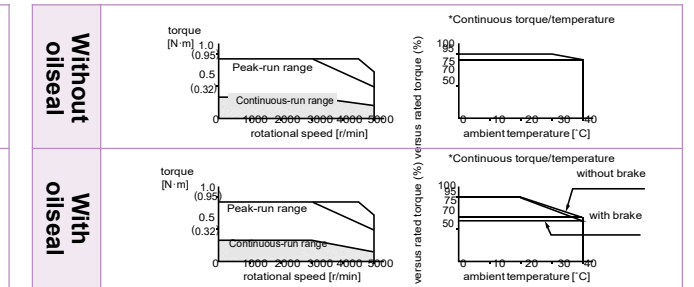 Without
oilseal
torque
[N·m]
1.0
(0.95
0.5
(0.32)
Peak-run range
Continuous-run range
0 1000 2000 3000 4000 5000
rotational speed [r/min]
*Continuous torque/temperature
versus rated torque (%)
100
95
75
70
50
0 10 20 30 40
ambient temperature [˚C]
With
oilseal
torque
[N·m]
1.0
(0.95)
0.5
(0.32)
Peak-run range
Continuous-run range
0 1000 2000 3000 4000 5000
rotational speed [r/min]
*Continuous torque/temperature
versus rated torque (%)
100
95
75
70
50
without brake
with brake
0 10 20 30 40
ambient temperature [˚C]